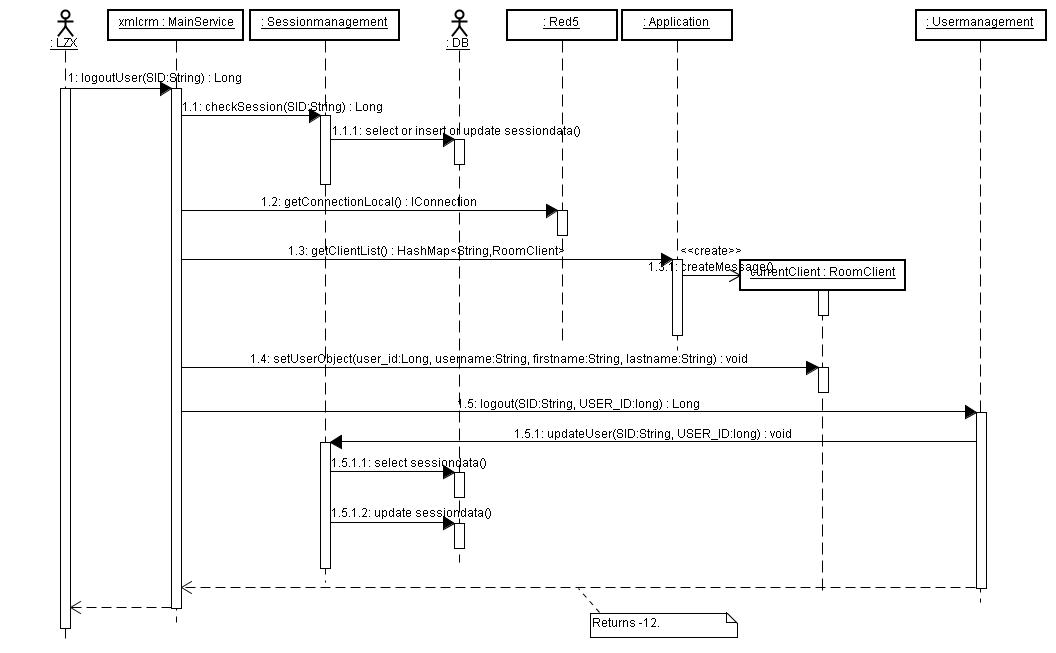 : LZX
xmlcrm : MainService
: Sessionmanagement
: DB
: Red5
: Application
: Usermanagement
1: logoutUser(SID:String) : Long
1.1: checkSession(SID:String) : Long
1.1.1: select or insert or update sessiondata()
1.2: getConnectionLocal() : IConnection
1.3: getClientList() : HashMap<String,RoomClient>
<<create>>
1.3.1: createMessage()
currentClient : RoomClient
1.4: setUserObject(user_id:Long, username:String, firstname:String, lastname:String) : void
1.5: logout(SID:String, USER_ID:long) : Long
1.5.1: updateUser(SID:String, USER_ID:long) : void
1.5.1.1: select sessiondata()
1.5.1.2: update sessiondata()
Returns -12.